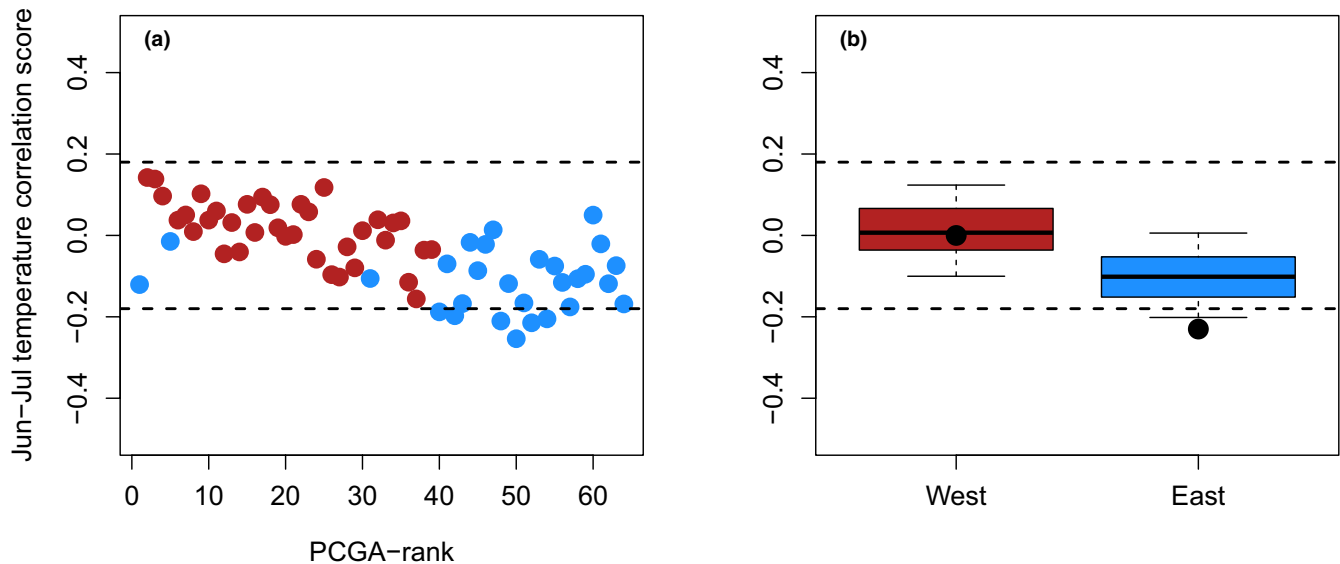 Jun−Jul temperature correlation score
(a)
0.4
0.2
0.0
−0.2
−0.4
0 10 20 30 40 50 60
PCGA−rank
(b)
0.4
0.2
0.0
−0.2
−0.4
West East